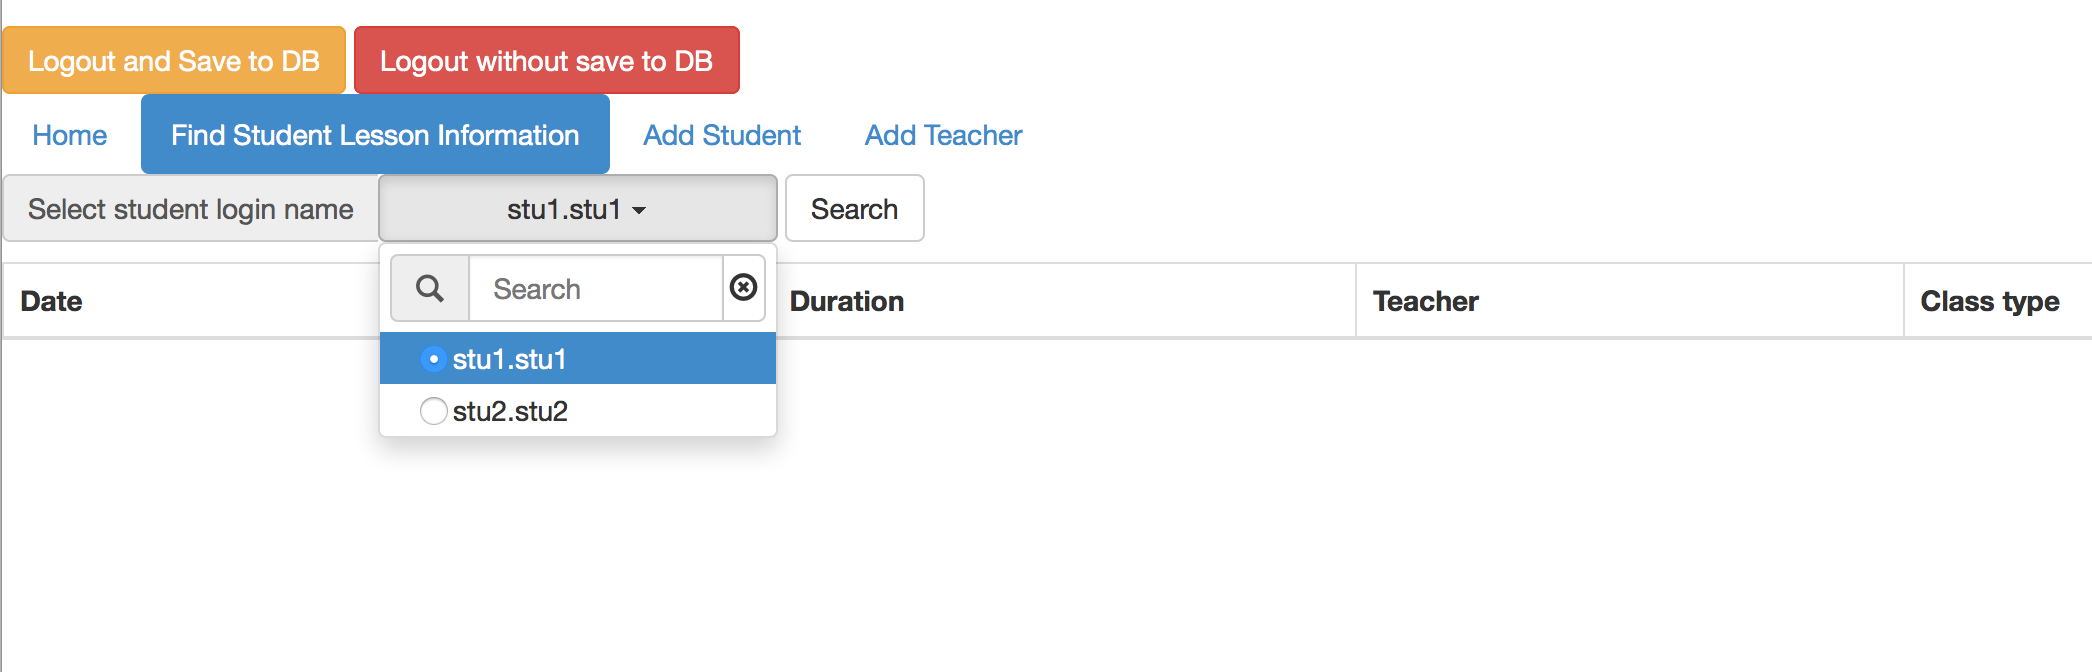 Logout and Save to DB Logout without save to DB
Home Find Student Lesson Information Add Student Add Teacher
Select student login name stu1.stu1 Search
Search
Date Duration Teacher Class type
stu1.stu1
stu2.stu2